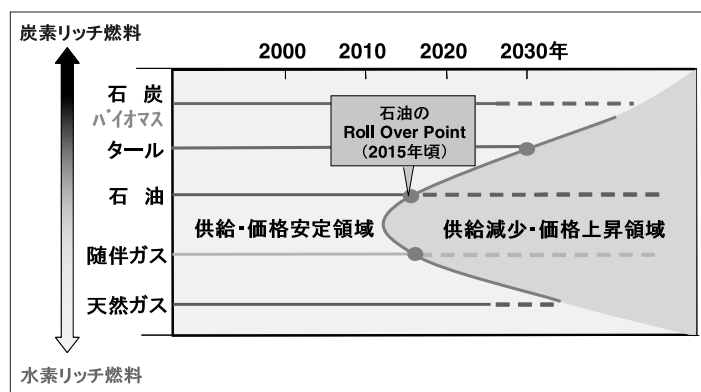 炭素リッチ燃料
2000 2010 2020 2030年
石 炭
バイオマス
石油の
Roll Over Point
(2015年頃)
タール
石 油
供給・価格安定領域 供給減少・価格上昇領域
随伴ガス
天然ガス
水素リッチ燃料